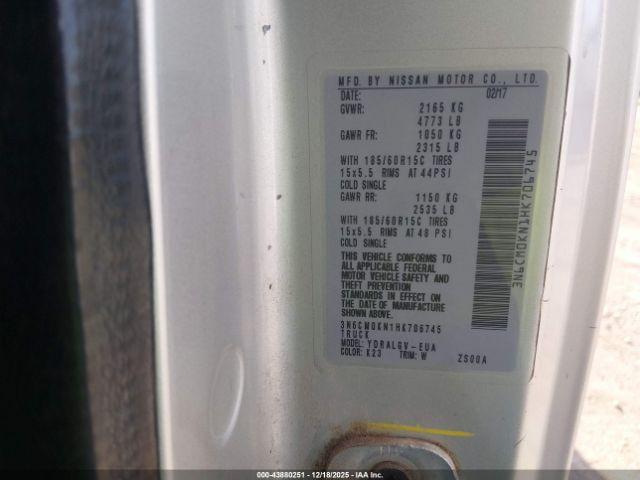 MFD. BY NISSAN MOTOR CO., LTD.
DATE: 02/17
GVWR: 2165 KG
4773 LB
GAWR FR: 1050 KG
2315 LB
WITH 185/60R15C TIRES
15x5.5 RIMS AT 44PSI
COLD SINGLE
GAWR RR: 1150 KG
2535 LB
WITH 185/60R15C TIRES
15x5.5 RIMS AT 48 PSI
COLD SINGLE
THIS VEHICLE CONFORMS TO
ALL APPLICABLE FEDERAL
MOTOR VEHICLE SAFETY AND
THEFT PREVENTION
STANDARDS IN EFFECT ON
THE DATE OF MANUFACTURE
SHOWN ABOVE.
3N6CM0KN1HK706745
TRUCK
MODEL: YDRALGV-EUA
COLOR: K23 TRIM: W ZS00A
3N6CM0KN1HK706745
000-43880251 - 12/18/2025 - IAAI.COM